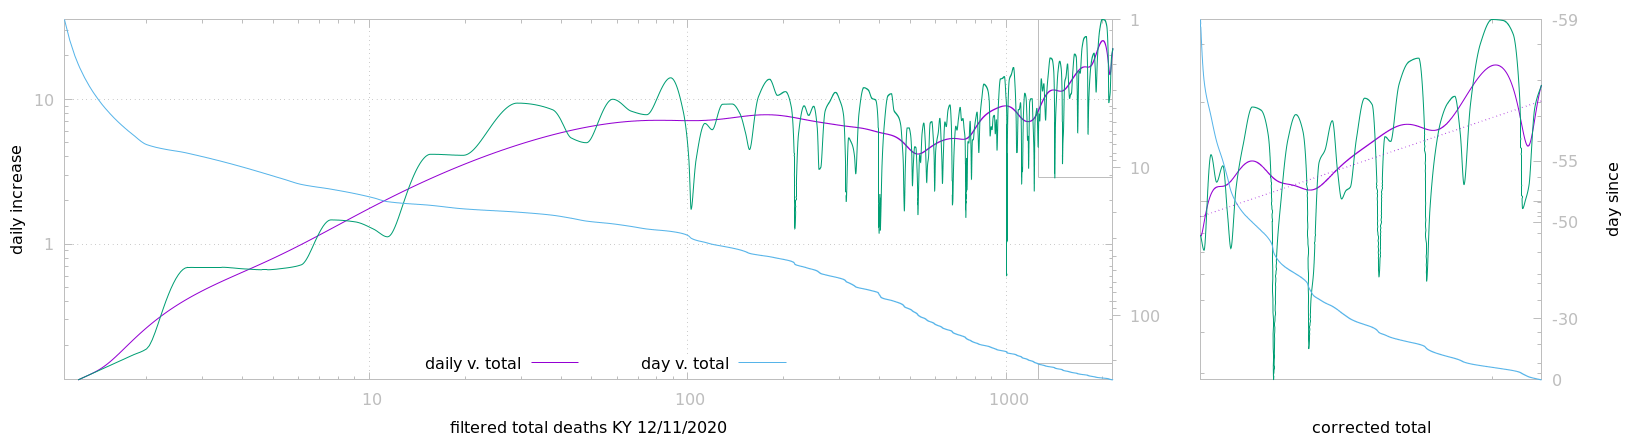 1
-59
10
daily increase
10
-55
-50
day since
1
-30
100
daily v. total
day v. total
0
10
100
1000
filtered total deaths KY 12/11/2020
corrected total